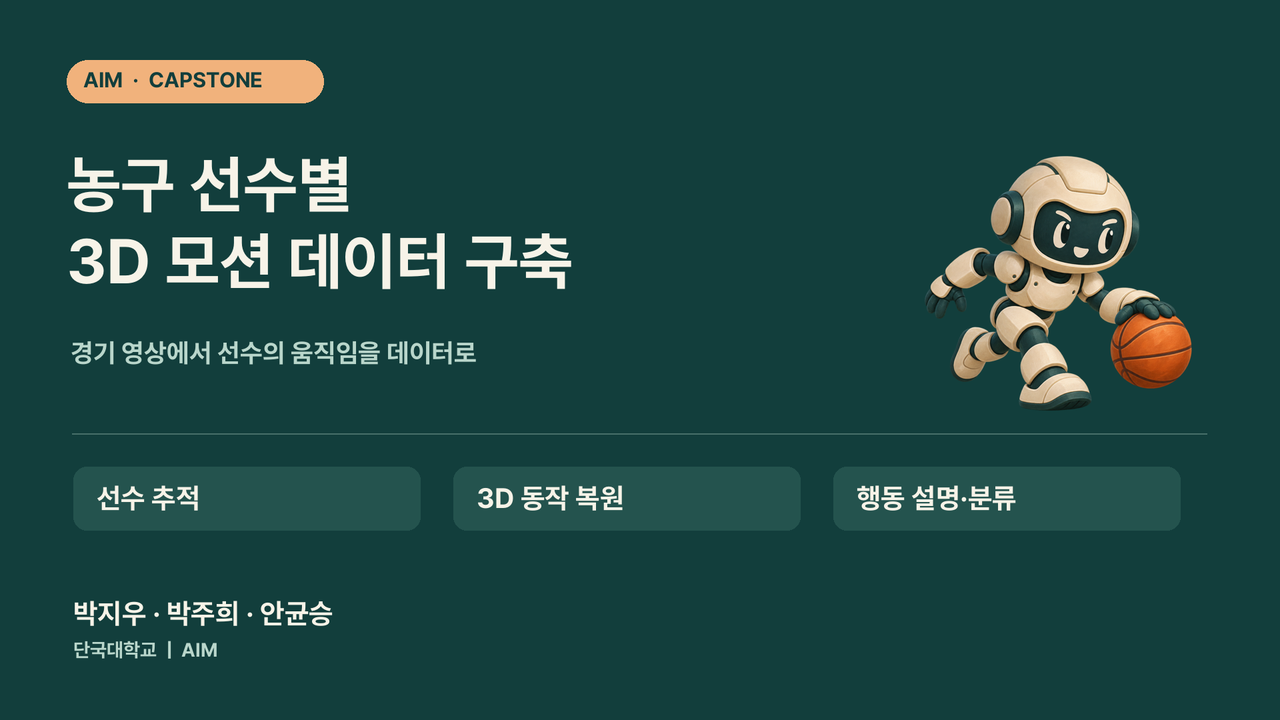 AIM · CAPSTONE
농구 선수별
3D 모션 데이터 구축
경기 영상에서 선수의 움직임을 데이터로
선수 추적
3D 동작 복원
행동 설명·분류
박지우 · 박주희 · 안균승
단국대학교 | AIM